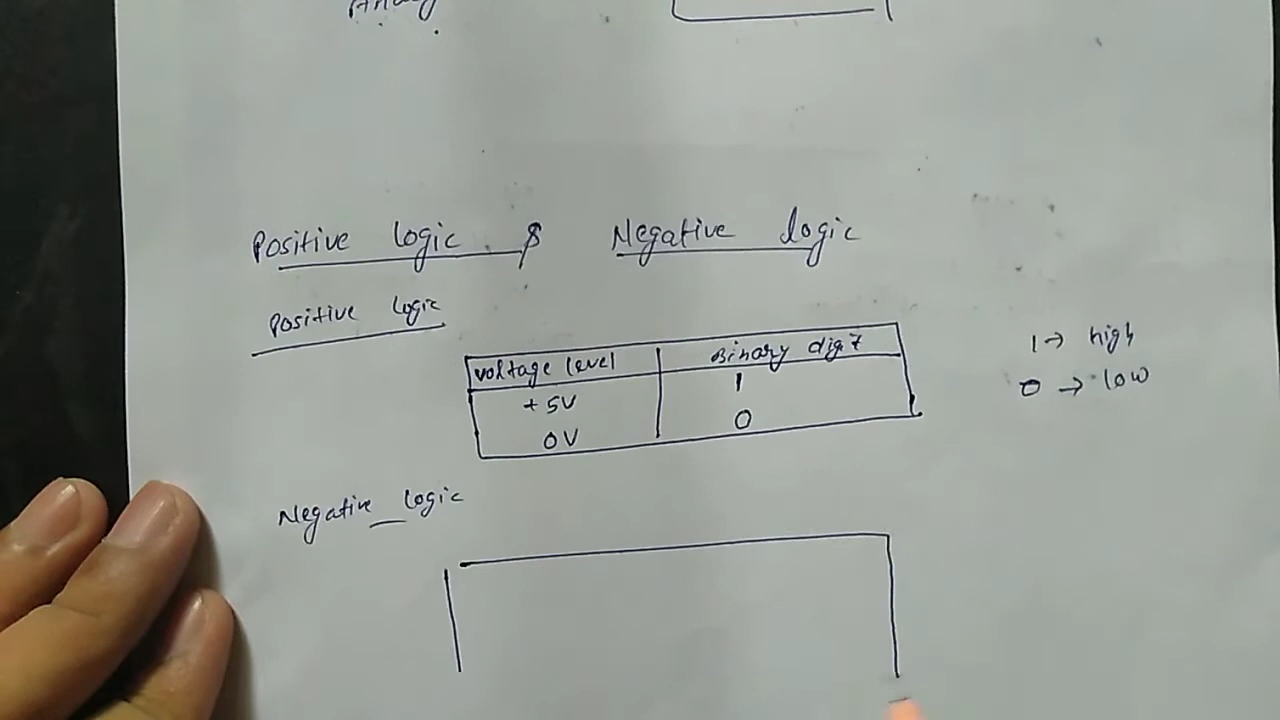 Positive logic & Negative logic
Positive logic
voltage level Binary digit
+ 5V 1
0V 0
1 → high
0 → low
Negative logic